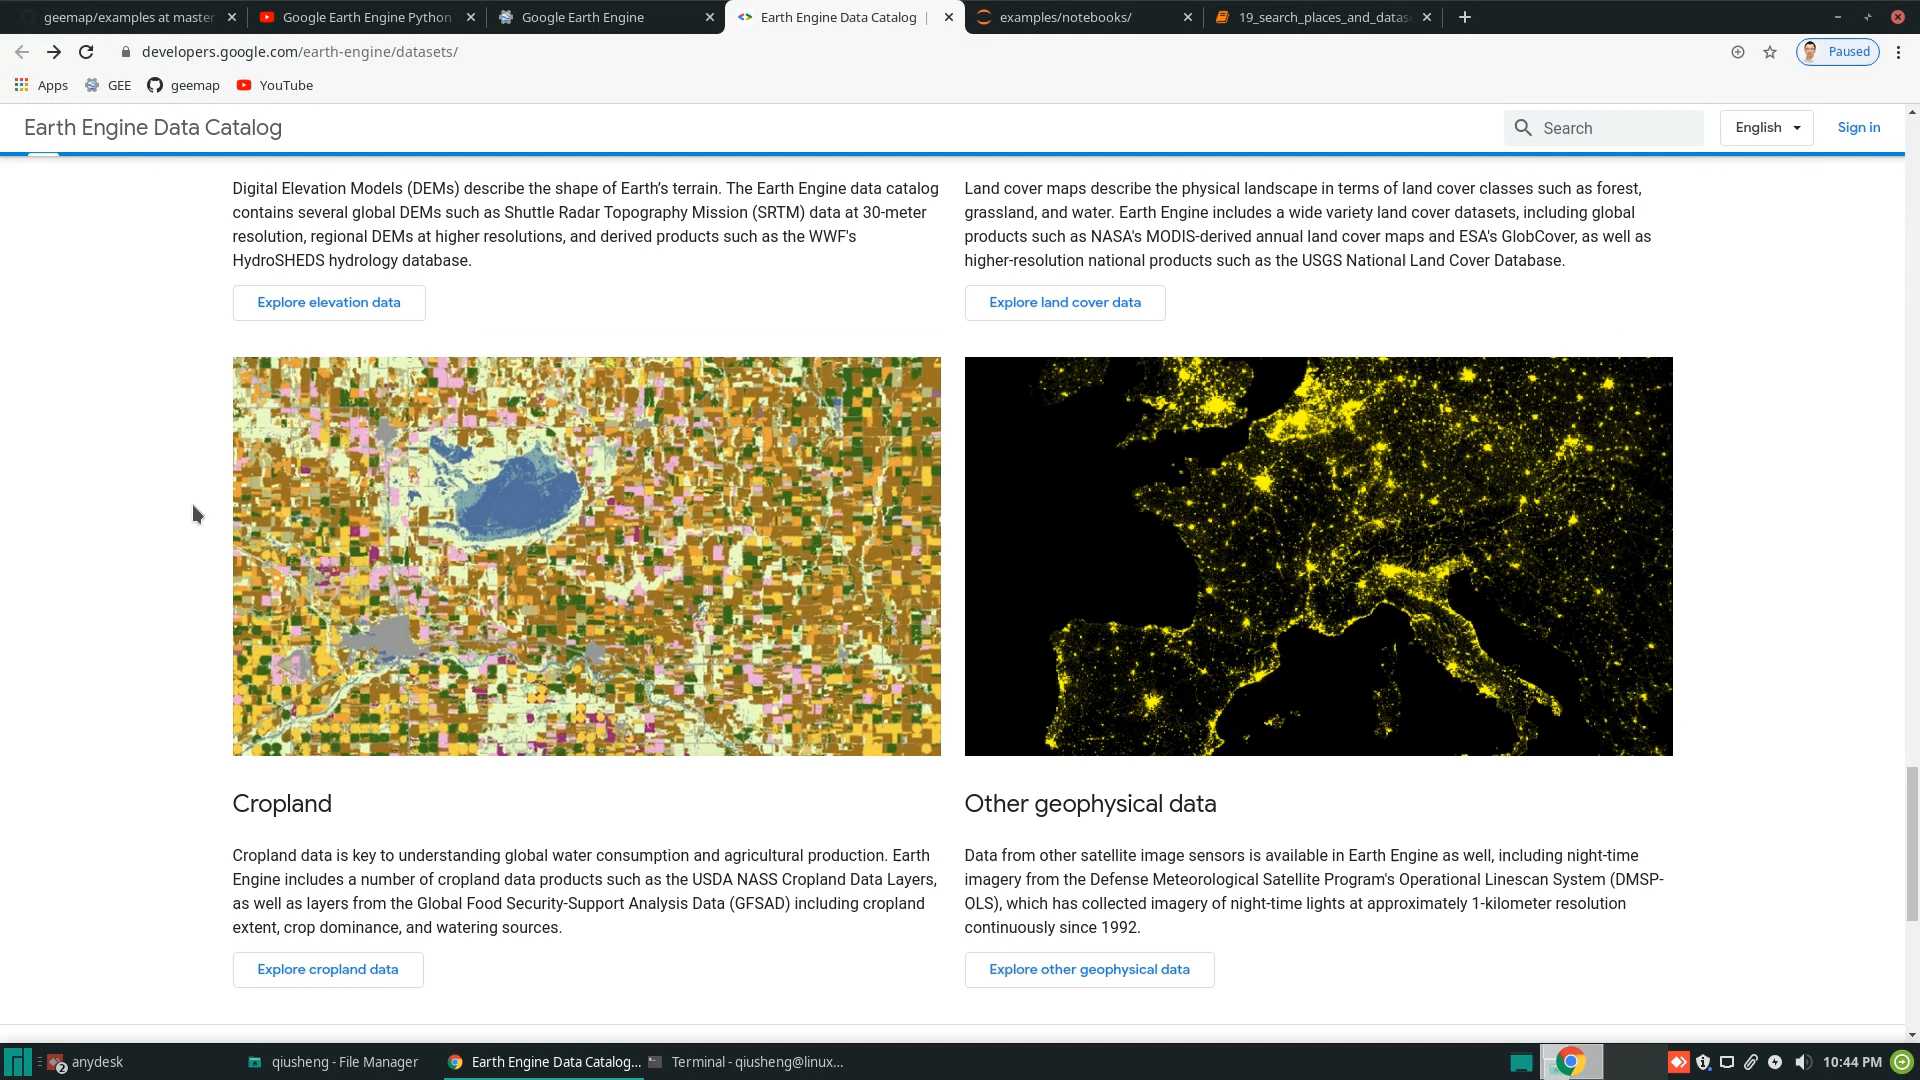 geemap/examples at master
Google Earth Engine Python
Google Earth Engine
Earth Engine Data Catalog |
examples/notebooks/
19_search_places_and_datase
developers.google.com/earth-engine/datasets/
Paused
Apps
GEE
geemap
YouTube
Earth Engine Data Catalog
Search
English
Sign in
Digital Elevation Models (DEMs) describe the shape of Earth’s terrain. The Earth Engine data catalog
contains several global DEMs such as Shuttle Radar Topography Mission (SRTM) data at 30-meter
resolution, regional DEMs at higher resolutions, and derived products such as the WWF's
HydroSHEDS hydrology database.
Explore elevation data
Land cover maps describe the physical landscape in terms of land cover classes such as forest,
grassland, and water. Earth Engine includes a wide variety land cover datasets, including global
products such as NASA's MODIS-derived annual land cover maps and ESA's GlobCover, as well as
higher-resolution national products such as the USGS National Land Cover Database.
Explore land cover data
Cropland
Cropland data is key to understanding global water consumption and agricultural production. Earth
Engine includes a number of cropland data products such as the USDA NASS Cropland Data Layers,
as well as layers from the Global Food Security-Support Analysis Data (GFSAD) including cropland
extent, crop dominance, and watering sources.
Explore cropland data
Other geophysical data
Data from other satellite image sensors is available in Earth Engine as well, including night-time
imagery from the Defense Meteorological Satellite Program's Operational Linescan System (DMSP-
OLS), which has collected imagery of night-time lights at approximately 1-kilometer resolution
continuously since 1992.
Explore other geophysical data
2
anydesk
qiusheng - File Manager
Earth Engine Data Catalog...
Terminal - qiusheng@linux...
10:44 PM